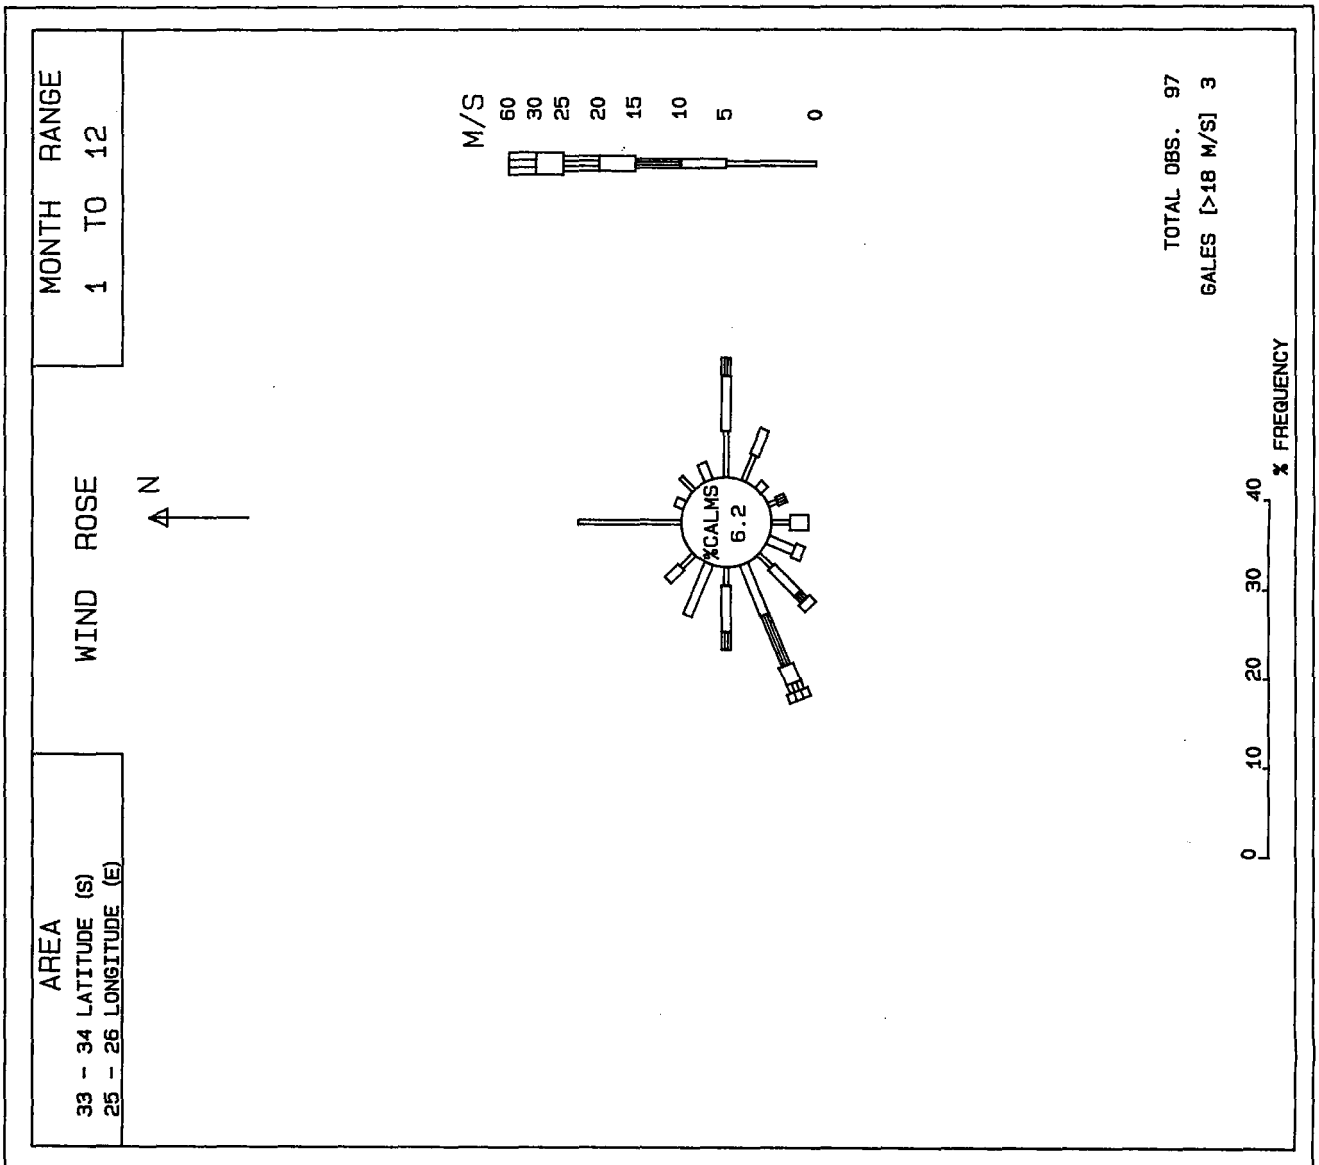 AREA
33 - 34 LATITUDE (S)
25 - 26 LONGITUDE (E)
WIND ROSE
MONTH RANGE
1 TO 12
N
M/S
60
30
25
20
15
10
5
0
%CALMS
6.2
TOTAL OBS. 97
GALES [>18 M/S] 3
0 10 20 30 40
% FREQUENCY